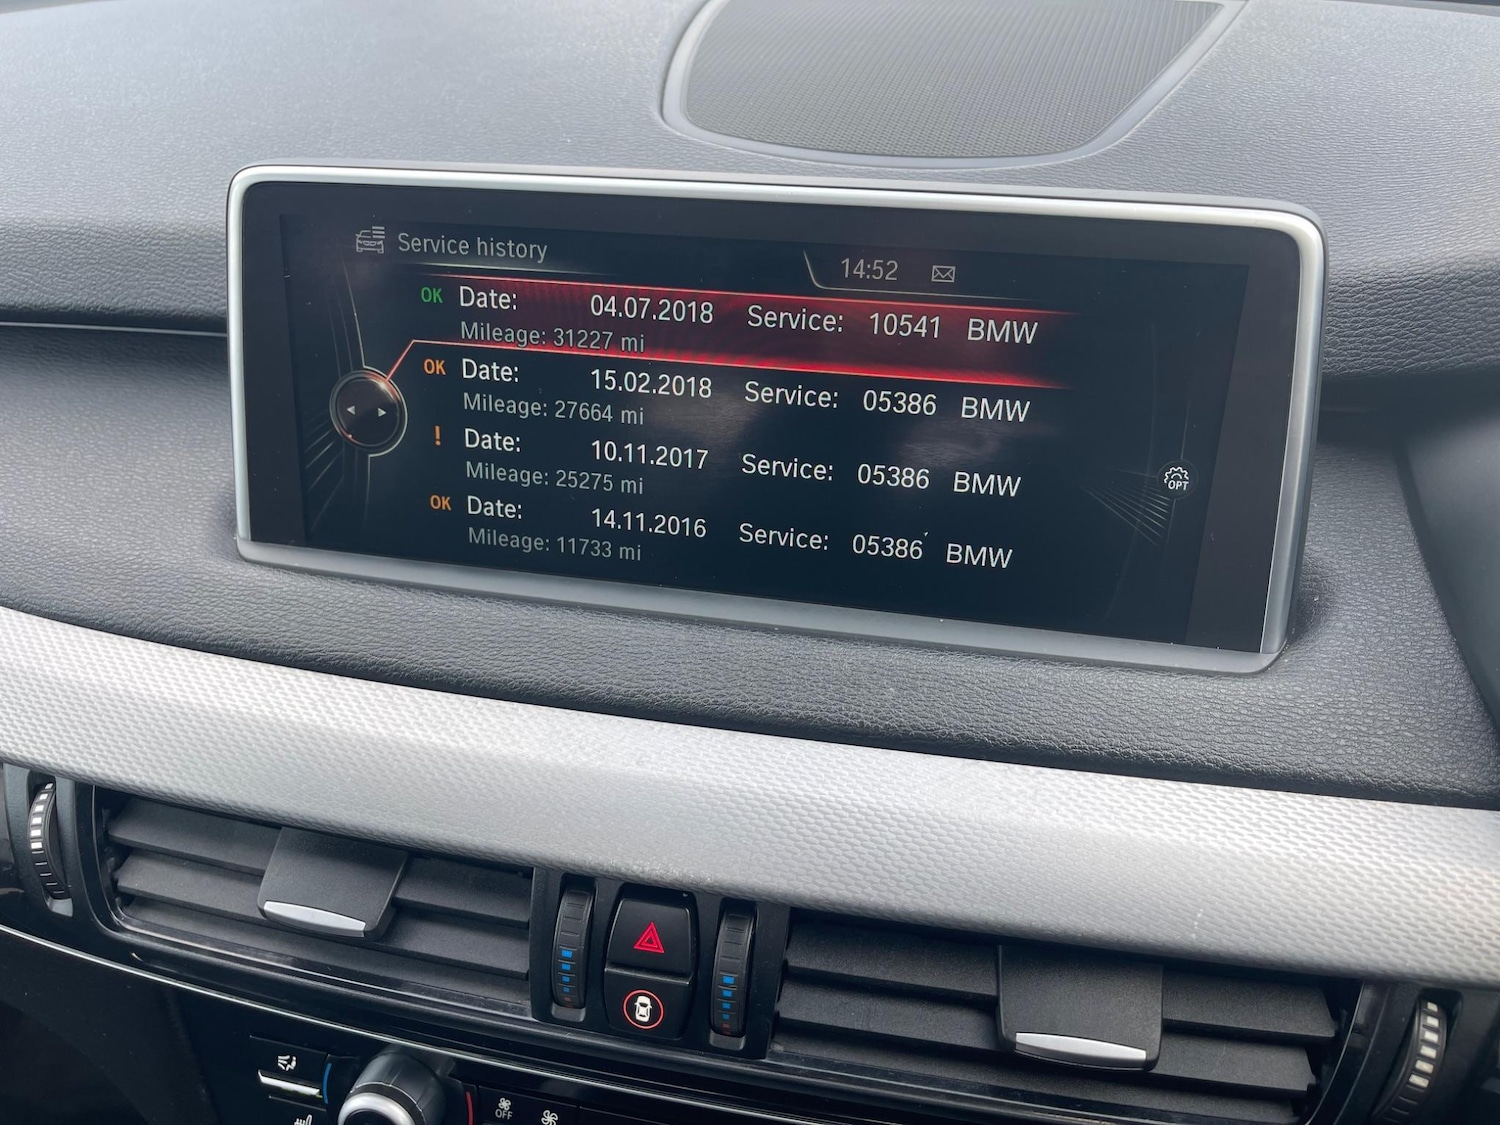 Service history
14:52
OK Date: 04.07.2018 Service: 10541 BMW
Mileage: 31227 mi
OK Date: 15.02.2018 Service: 05386 BMW
Mileage: 27664 mi
! Date: 10.11.2017 Service: 05386 BMW
Mileage: 25275 mi
OK Date: 14.11.2016 Service: 05386 BMW
Mileage: 11733 mi
OPT
OFF